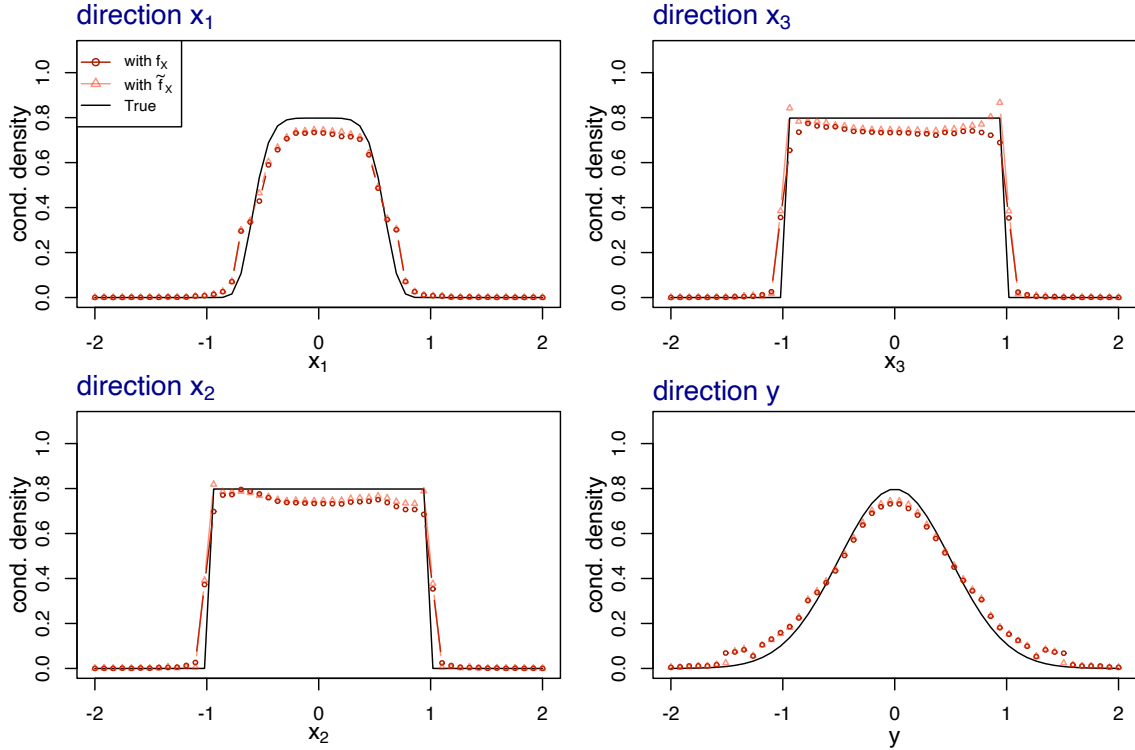 direction x₁
with fX
with f̃X
True
1.0
0.8
0.6
0.4
0.2
0.0
cond. density
-2 -1 0 1 2
x₁
direction x₃
1.0
0.8
0.6
0.4
0.2
0.0
cond. density
-2 -1 0 1 2
x₃
direction x₂
1.0
0.8
0.6
0.4
0.2
0.0
cond. density
-2 -1 0 1 2
x₂
direction y
1.0
0.8
0.6
0.4
0.2
0.0
cond. density
-2 -1 0 1 2
y